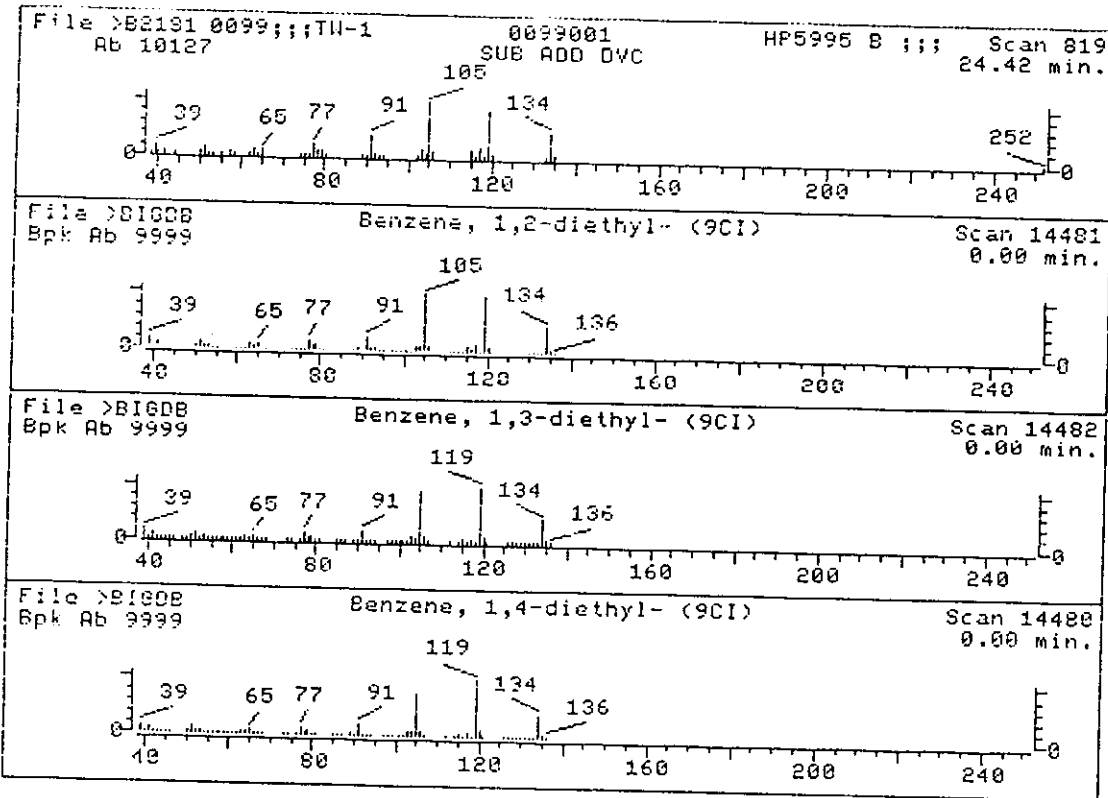 File >B2191 0099;;;TW-1 0099001 HP5995 B ;;; Scan 819
Ab 10127 SUB ADD DVC 24.42 min.
105
39 65 77 91 134 252
0 0
40 80 120 160 200 240
File >BIGDB Benzene, 1,2-diethyl- (9CI) Scan 14481
Bpk Ab 9999 0.00 min.
105
39 65 77 91 134 136
0 0
40 80 120 160 200 240
File >BIGDB Benzene, 1,3-diethyl- (9CI) Scan 14482
Bpk Ab 9999 0.00 min.
119
39 65 77 91 134 136
0 0
40 80 120 160 200 240
File >BIGDB Benzene, 1,4-diethyl- (9CI) Scan 14480
Bpk Ab 9999 0.00 min.
119
39 65 77 91 134 136
0 0
40 80 120 160 200 240